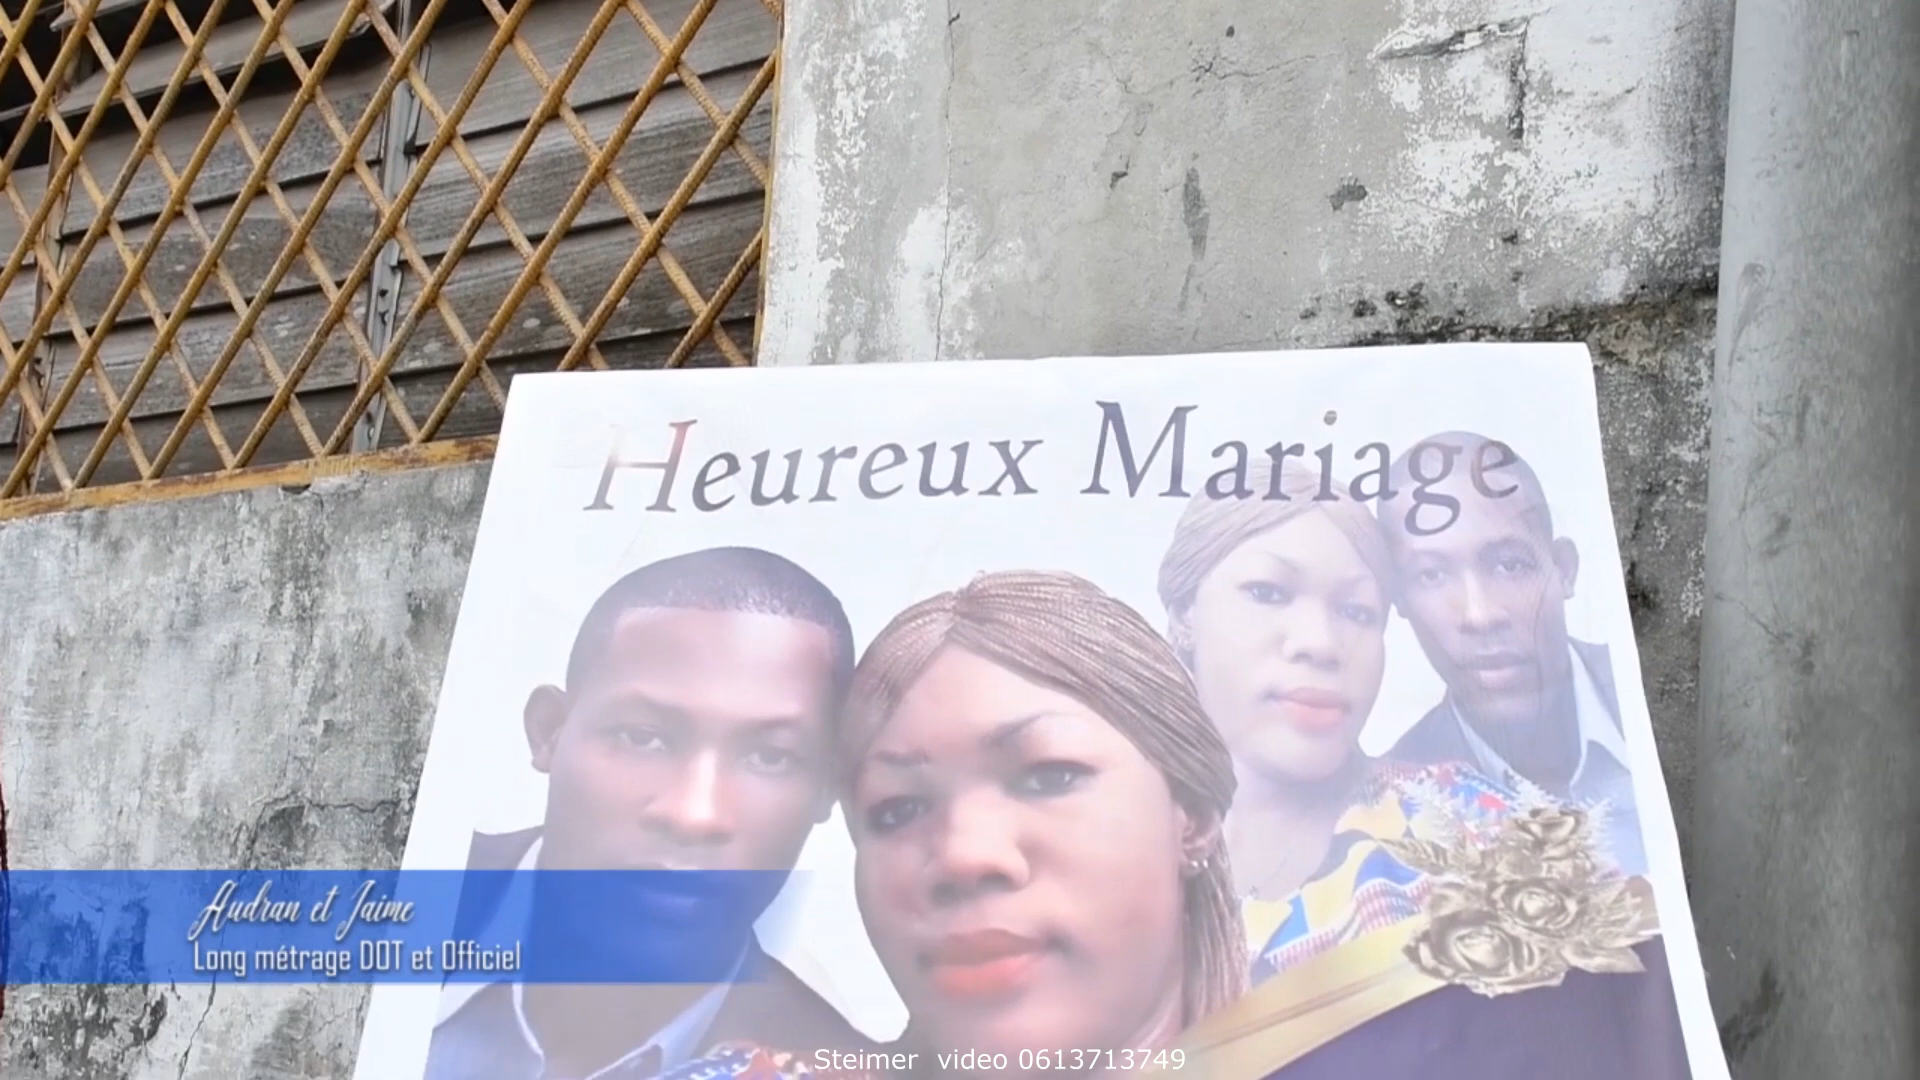 Heureux Mariage
Audran et Jaime
Long métrage DOT et Officiel
Steimer video 0613713749